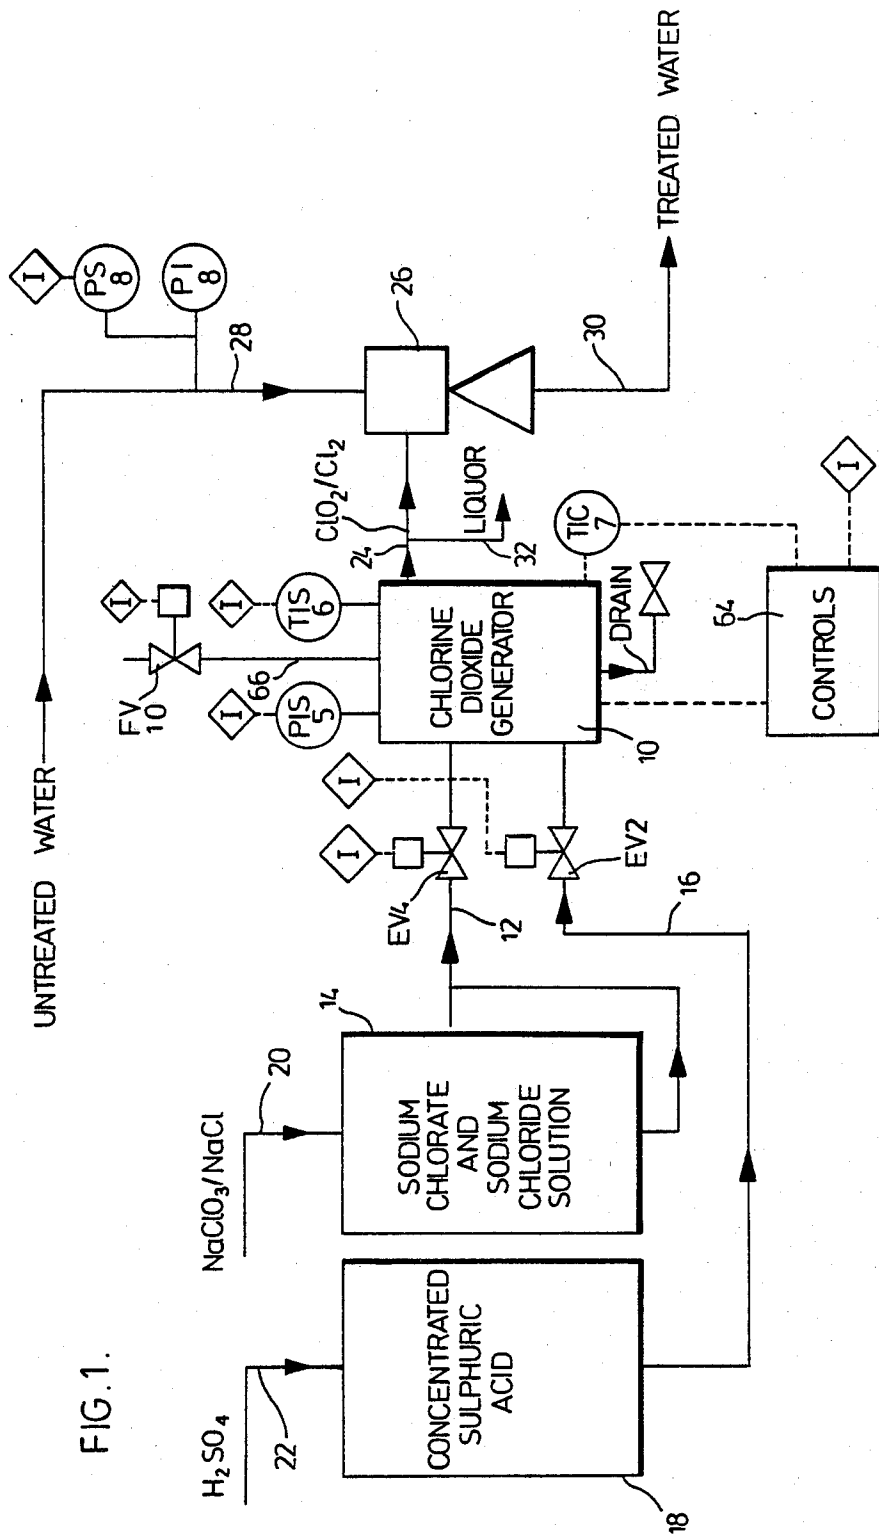 FIG.1.
UNTREATED WATER
I
PS
8
PI
8
28
I
FV
10
66
I
PIS
5
I
TIS
6
ClO₂/Cl₂
24
26
LIQUOR
32
30
TREATED WATER
H₂SO₄
22
NaClO₃/NaCl
20
14
CONCENTRATED
SULPHURIC
ACID
18
SODIUM
CHLORATE
AND
SODIUM
CHLORIDE
SOLUTION
I
I
EV4
12
EV2
16
CHLORINE
DIOXIDE
GENERATOR
10
DRAIN
TIC
7
64
CONTROLS
I